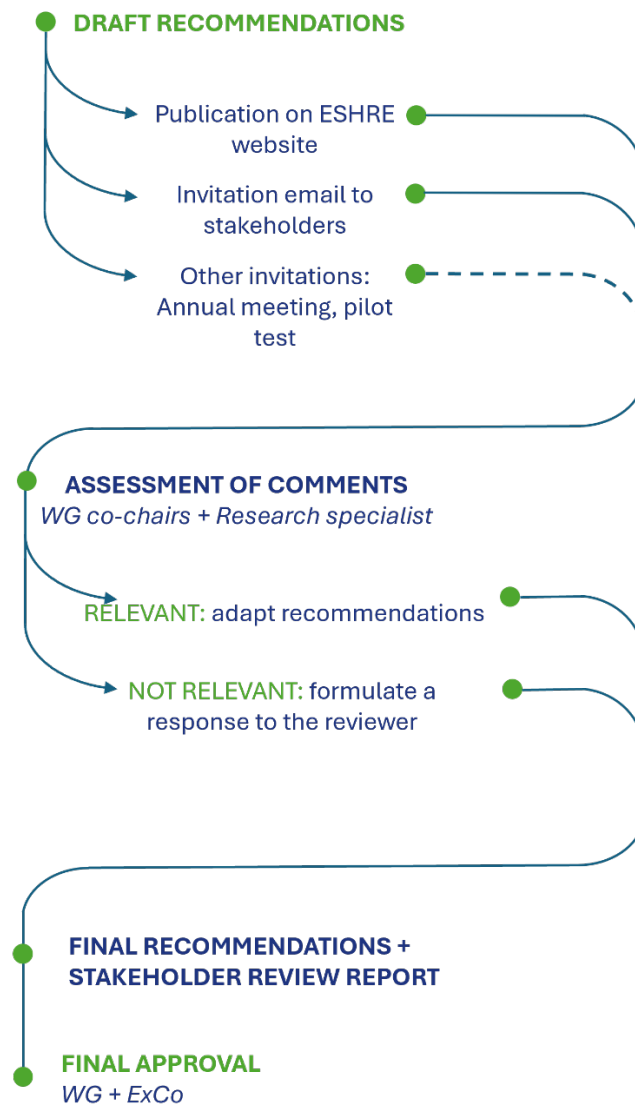 DRAFT RECOMMENDATIONS
Publication on ESHRE
website
Invitation email to
stakeholders
Other invitations:
Annual meeting, pilot
test
ASSESSMENT OF COMMENTS
WG co-chairs + Research specialist
RELEVANT: adapt recommendations
NOT RELEVANT: formulate a
response to the reviewer
FINAL RECOMMENDATIONS +
STAKEHOLDER REVIEW REPORT
FINAL APPROVAL
WG + ExCo